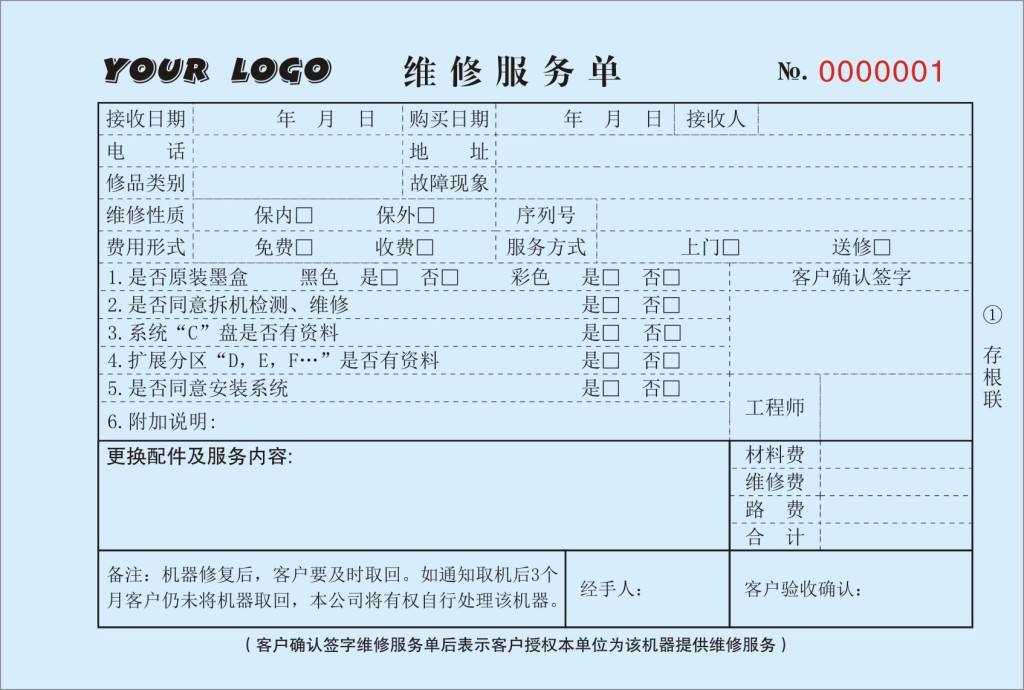 YOUR LOGO 维修服务单 №. 0000001
接收日期 年 月 日 购买日期 年 月 日 接收人
电 话 地 址
修品类别 故障现象
维修性质 保内□ 保外□ 序列号
费用形式 免费□ 收费□ 服务方式 上门□ 送修□
1.是否原装墨盒 黑色 是□ 否□ 彩色 是□ 否□ 客户确认签字
2.是否同意拆机检测、维修 是□ 否□
3.系统“C”盘是否有资料 是□ 否□
4.扩展分区“D，E，F…”是否有资料 是□ 否□
5.是否同意安装系统 是□ 否□
6.附加说明:
工程师
① 存根联
更换配件及服务内容:
材料费
维修费
路 费
合 计
备注：机器修复后，客户要及时取回。如通知取机后3个
月客户仍未将机器取回，本公司将有权自行处理该机器。
经手人：
客户验收确认：
（客户确认签字维修服务单后表示客户授权本单位为该机器提供维修服务）